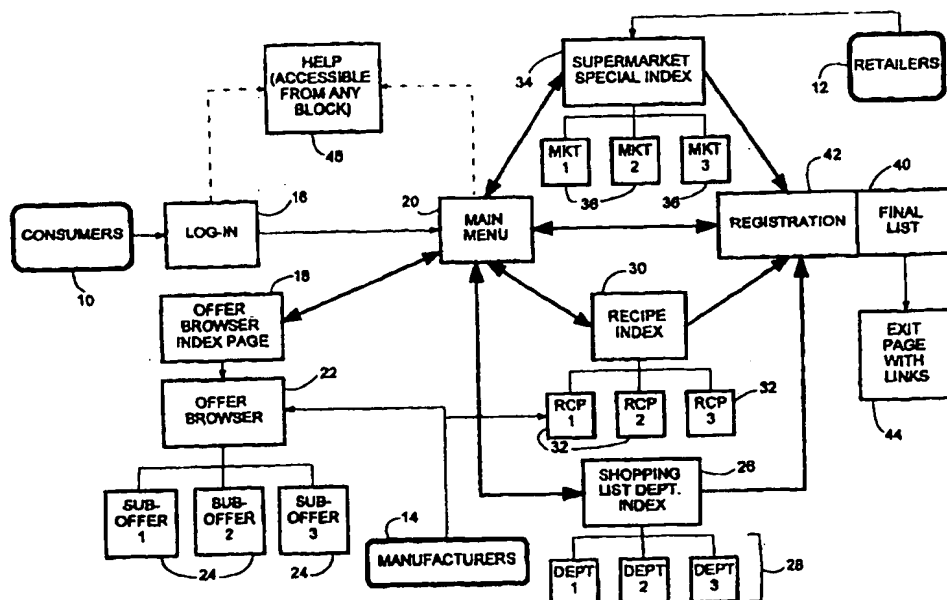 HELP
(ACCESSIBLE
FROM ANY
BLOCK)
48
34
SUPERMARKET
SPECIAL INDEX
RETAILERS
12
MKT
1
MKT
2
MKT
3
36
36
42
40
CONSUMERS
10
16
LOG-IN
20
MAIN
MENU
REGISTRATION
FINAL
LIST
18
OFFER
BROWSER
INDEX PAGE
30
RECIPE
INDEX
EXIT
PAGE
WITH
LINKS
44
22
OFFER
BROWSER
RCP
1
RCP
2
RCP
3
32
32
26
SHOPPING
LIST DEPT.
INDEX
SUB-
OFFER
1
SUB-
OFFER
2
SUB-
OFFER
3
24
24
14
MANUFACTURERS
DEPT
1
DEPT
2
DEPT
3
28